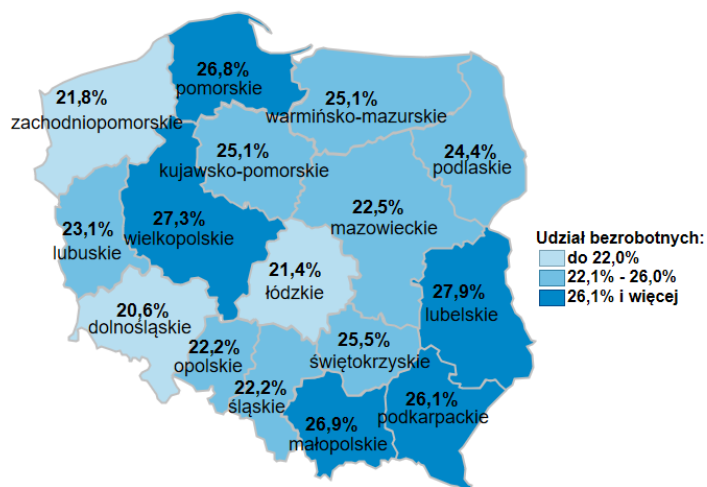 26,8%
pomorskie
21,8%
zachodniopomorskie
25,1%
warmińsko-mazurskie
25,1%
kujawsko-pomorskie
24,4%
podlaskie
22,5%
mazowieckie
23,1%
lubuskie
27,3%
wielkopolskie
Udział bezrobotnych:
do 22,0%
22,1% - 26,0%
26,1% i więcej
21,4%
łódzkie
27,9%
lubelskie
20,6%
dolnośląskie
22,2%
opolskie
25,5%
świętokrzyskie
22,2%
śląskie
26,9%
małopolskie
26,1%
podkarpackie